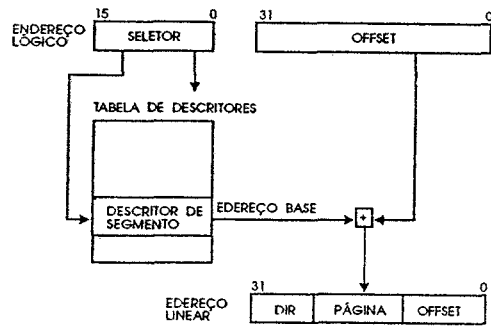 15 0 31 0
ENDEREÇO
LÓGICO
SELETOR
OFFSET
TABELA DE DESCRITORES
DESCRITOR DE
SEGMENTO
EDEREÇO BASE
+
31 0
EDEREÇO
LINEAR
DIR PÁGINA OFFSET